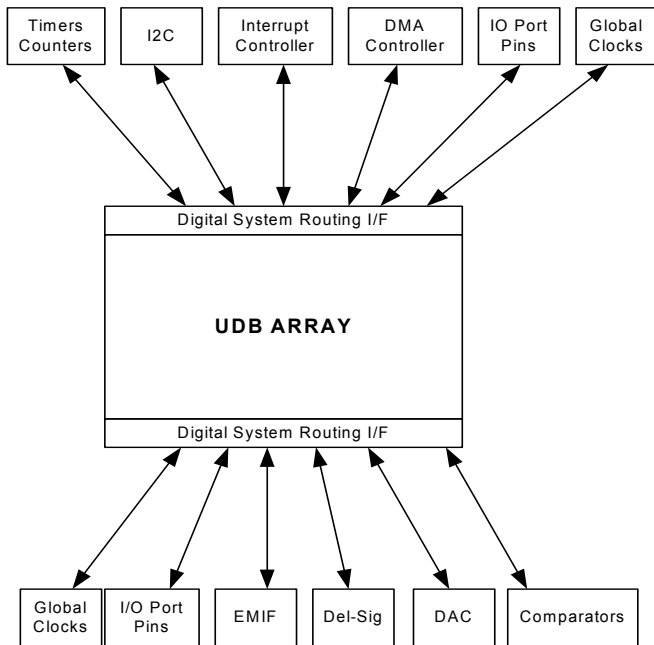 Timers
Counters
I2C
Interrupt
Controller
DMA
Controller
IO Port
Pins
Global
Clocks
Digital System Routing I/F
UDB ARRAY
Digital System Routing I/F
Global
Clocks
I/O Port
Pins
EMIF
Del-Sig
DAC
Comparators